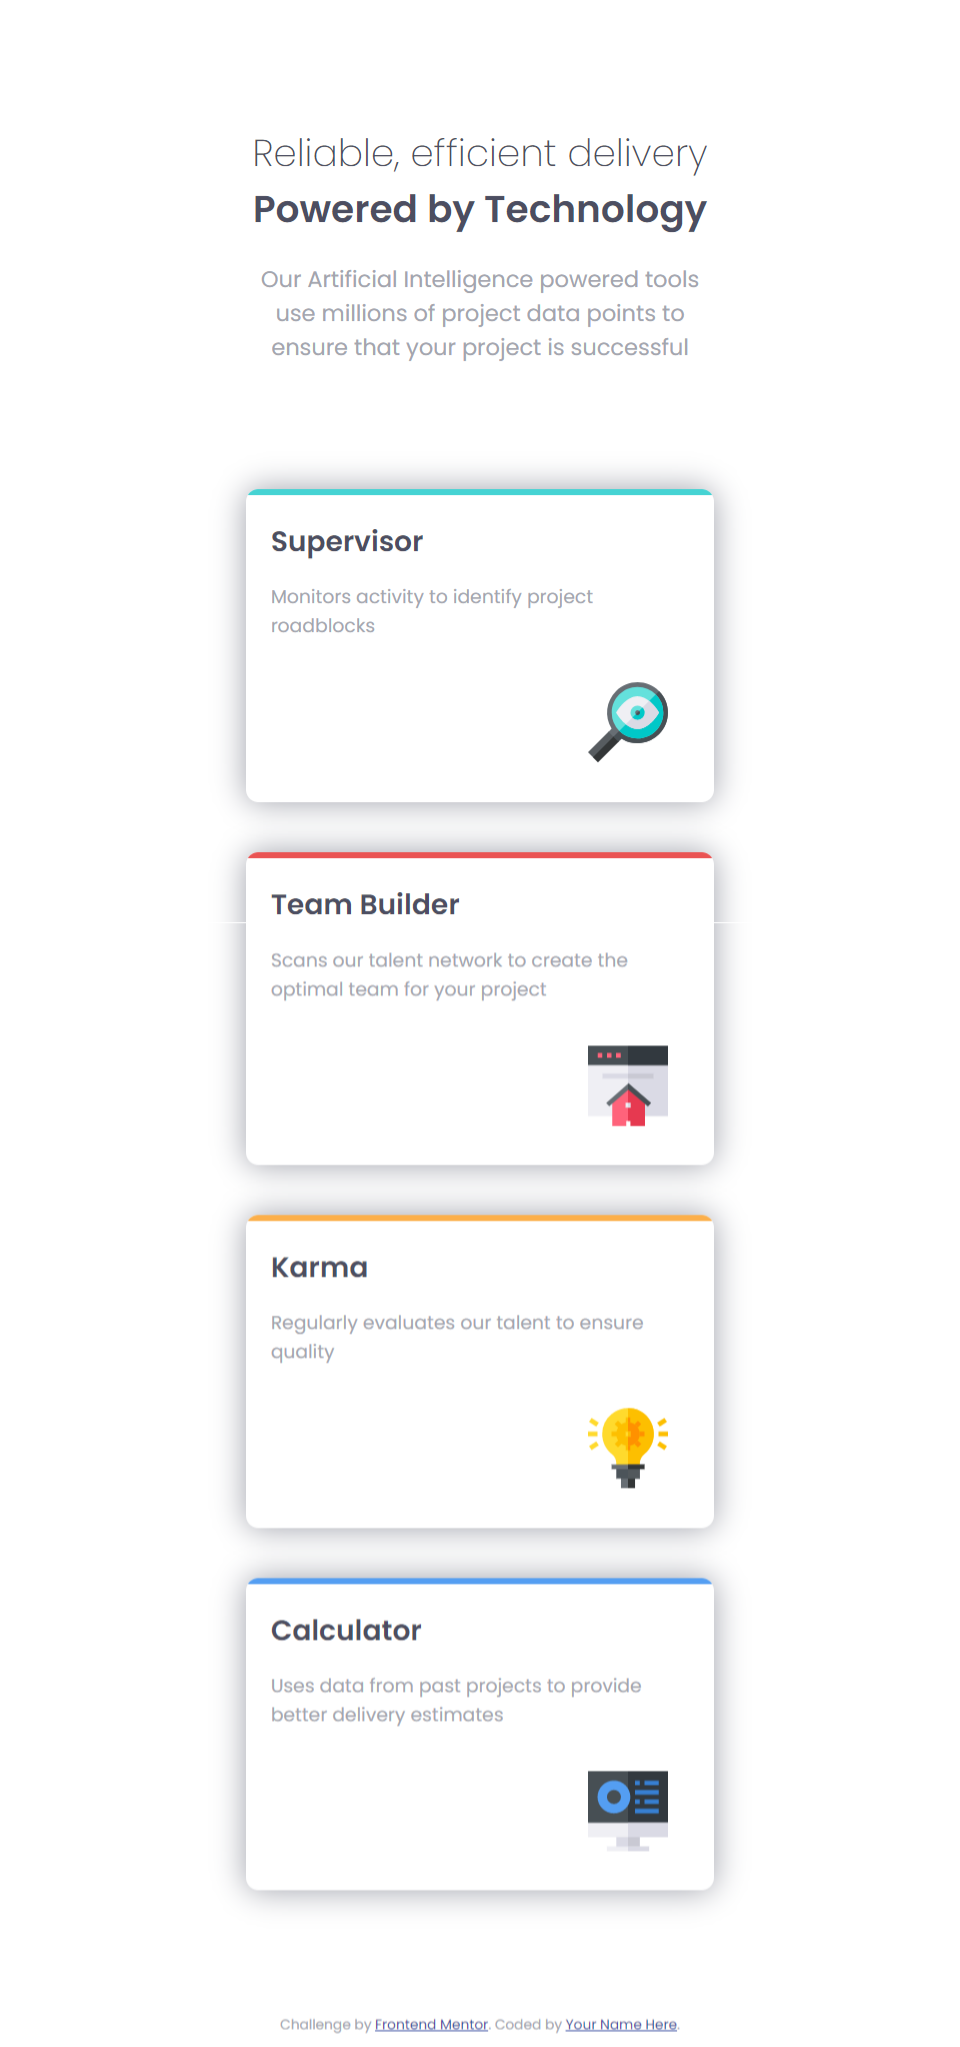 Reliable, efficient delivery
Powered by Technology
Our Artificial Intelligence powered tools
use millions of project data points to
ensure that your project is successful
Supervisor
Monitors activity to identify project
roadblocks
Team Builder
Scans our talent network to create the
optimal team for your project
Karma
Regularly evaluates our talent to ensure
quality
Calculator
Uses data from past projects to provide
better delivery estimates
Challenge by Frontend Mentor. Coded by Your Name Here.